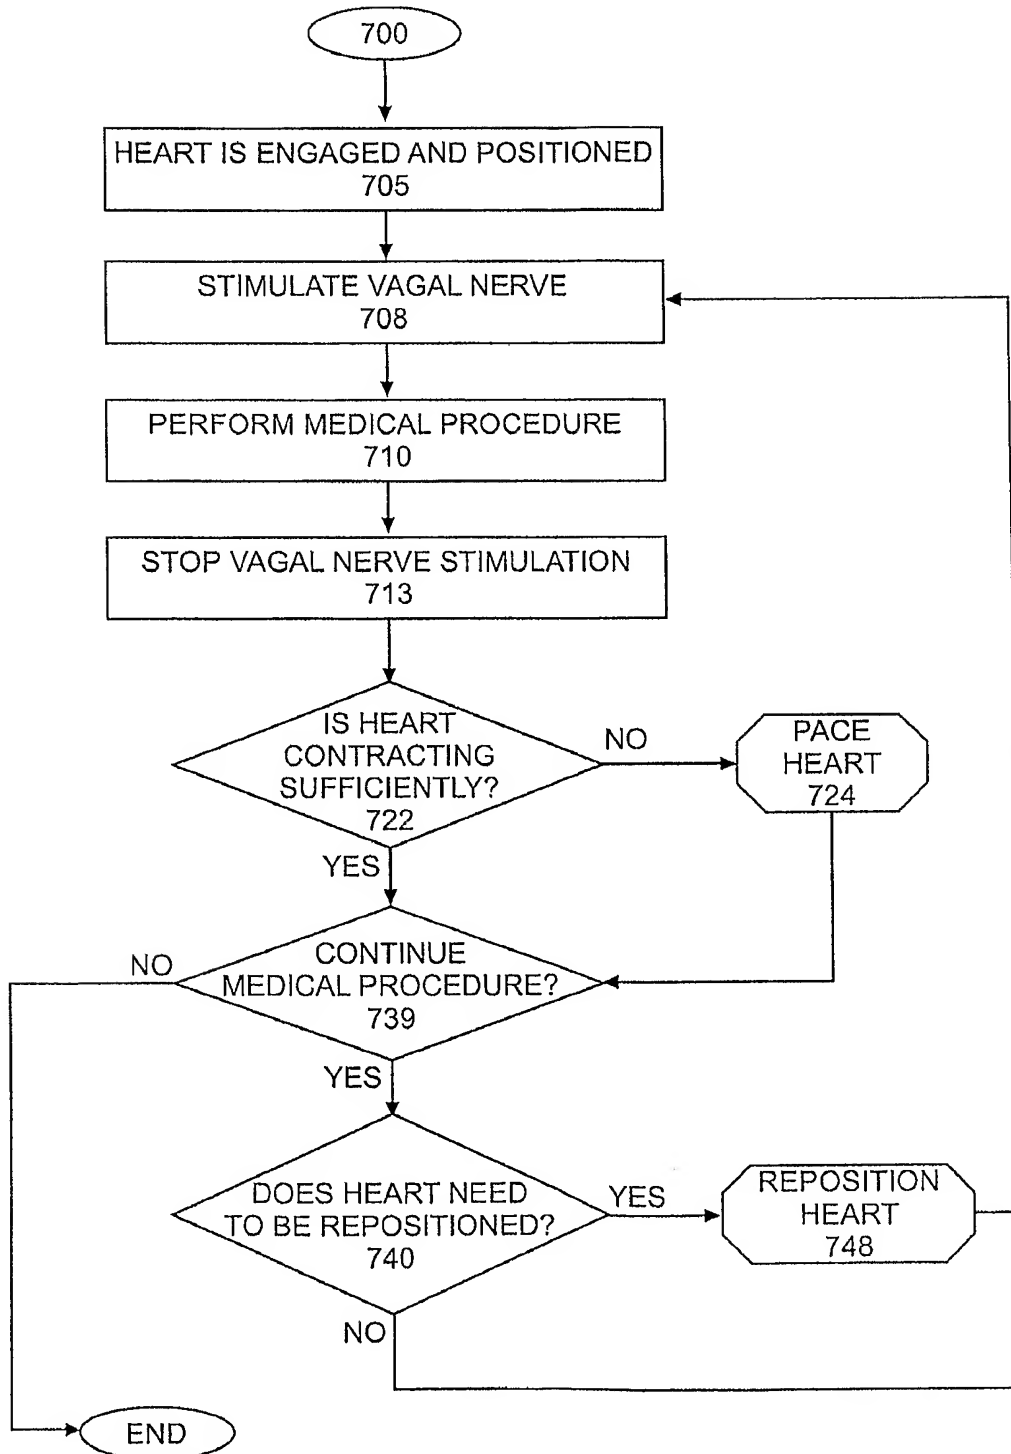 700
HEART IS ENGAGED AND POSITIONED
705
STIMULATE VAGAL NERVE
708
PERFORM MEDICAL PROCEDURE
710
STOP VAGAL NERVE STIMULATION
713
IS HEART
CONTRACTING
SUFFICIENTLY?
722
NO
PACE
HEART
724
YES
CONTINUE
MEDICAL PROCEDURE?
739
NO
YES
DOES HEART NEED
TO BE REPOSITIONED?
740
YES
REPOSITION
HEART
748
NO
END